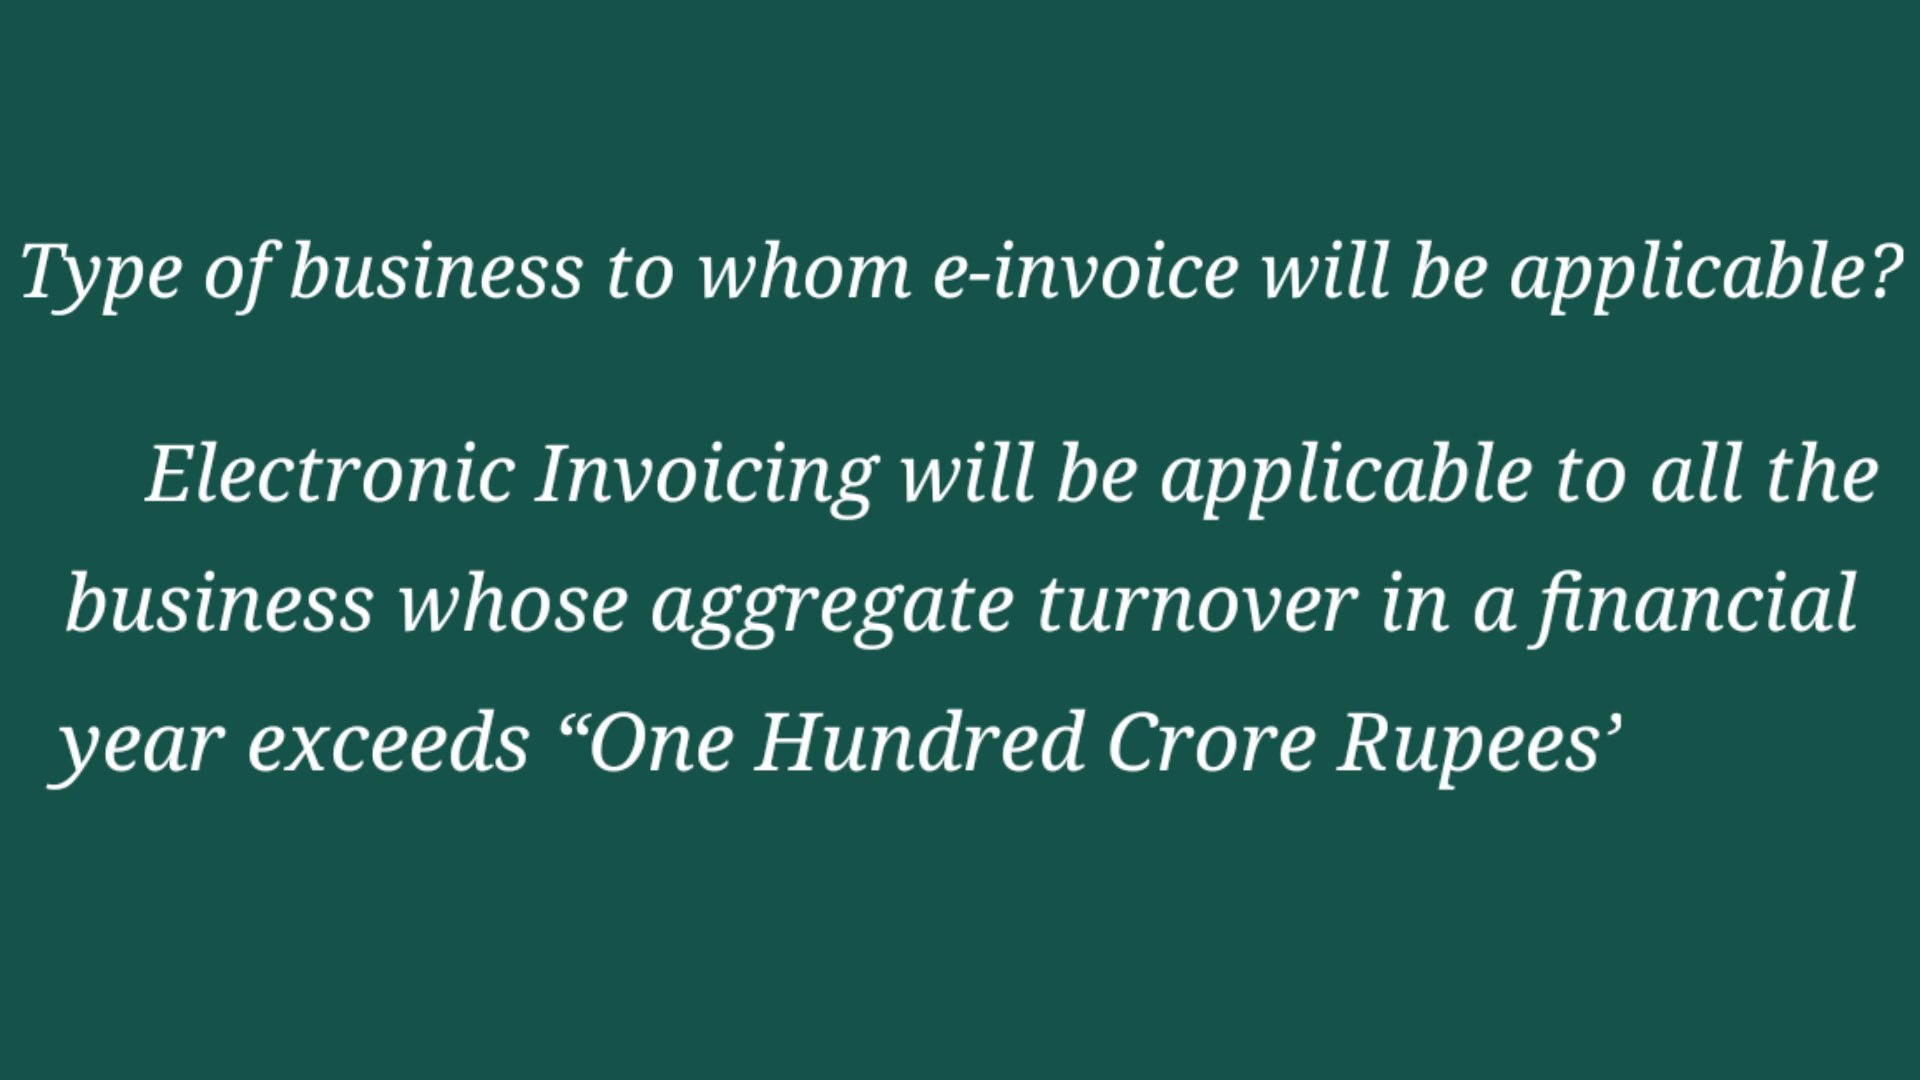 Type of business to whom e-invoice will be applicable?
Electronic Invoicing will be applicable to all the
business whose aggregate turnover in a financial
year exceeds “One Hundred Crore Rupees’